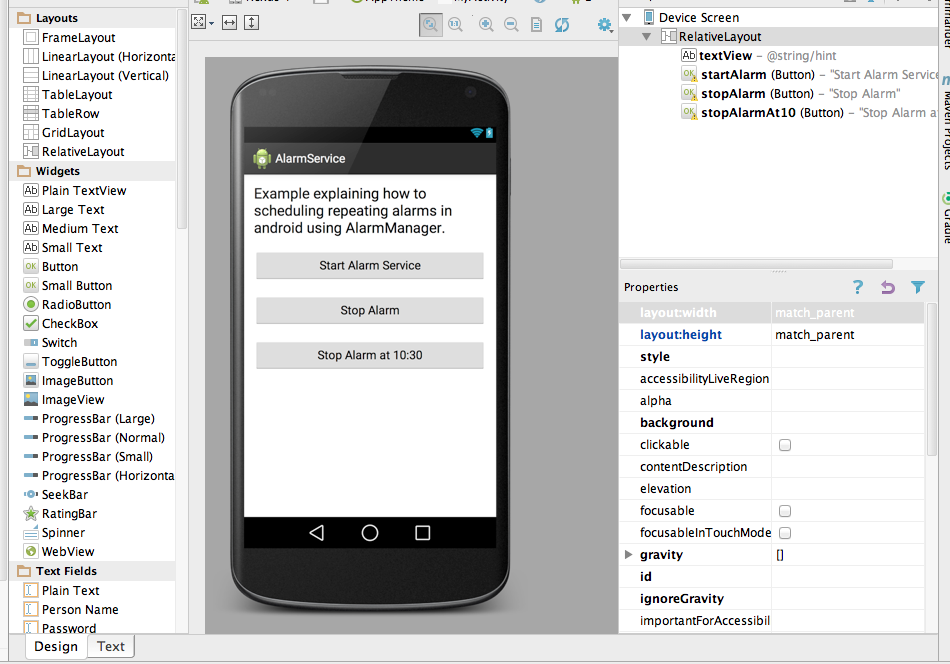 Layouts
FrameLayout
LinearLayout (Horizonta
LinearLayout (Vertical)
TableLayout
TableRow
GridLayout
RelativeLayout
Widgets
Plain TextView
Large Text
Medium Text
Small Text
Button
Small Button
RadioButton
CheckBox
Switch
ToggleButton
ImageButton
ImageView
ProgressBar (Large)
ProgressBar (Normal)
ProgressBar (Small)
ProgressBar (Horizonta
SeekBar
RatingBar
Spinner
WebView
Text Fields
Plain Text
Person Name
Password
Design
Text
AlarmService
Example explaining how to
scheduling repeating alarms in
android using AlarmManager.
Start Alarm Service
Stop Alarm
Stop Alarm at 10:30
Device Screen
RelativeLayout
Ab textView – @string/hint
startAlarm (Button) – "Start Alarm Service
stopAlarm (Button) – "Stop Alarm"
stopAlarmAt10 (Button) – "Stop Alarm a
Properties
layout:width match_parent
layout:height match_parent
style
accessibilityLiveRegion
alpha
background
clickable
contentDescription
elevation
focusable
focusableInTouchMode
gravity []
id
ignoreGravity
importantForAccessibil
Maven Projects
Gradle